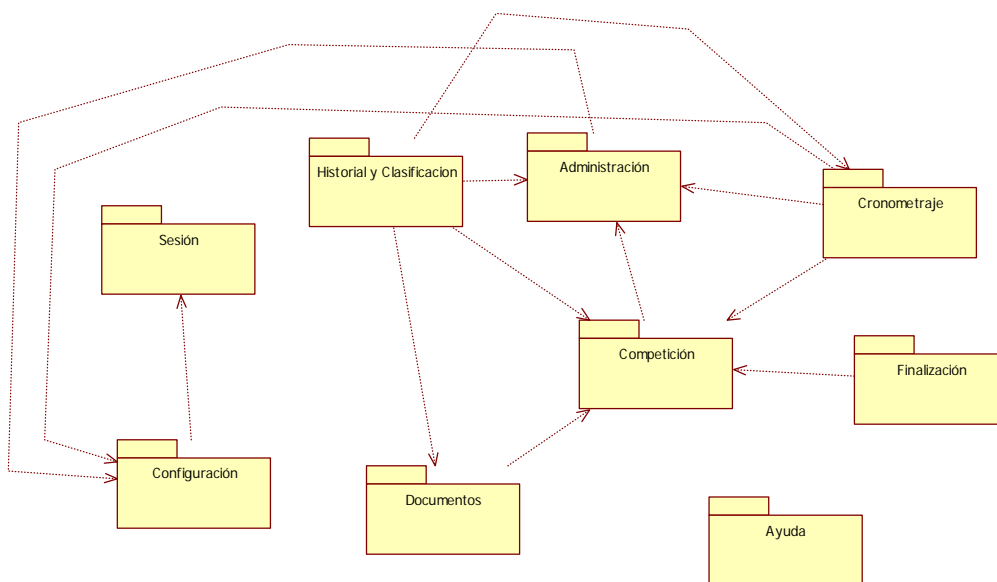 Historial y Clasificacion
Administración
Cronometraje
Sesión
Competición
Finalización
Configuración
Documentos
Ayuda